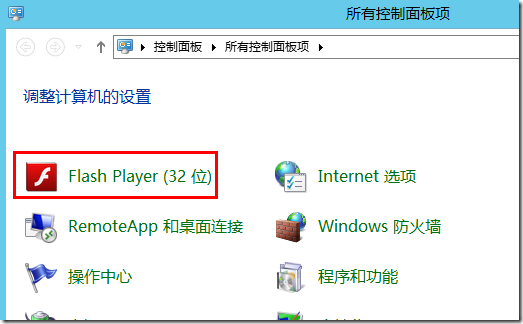 所有控制面板项
控制面板 所有控制面板项
调整计算机的设置
Flash Player (32 位) Internet 选项
RemoteApp 和桌面连接 Windows 防火墙
操作中心 程序和功能